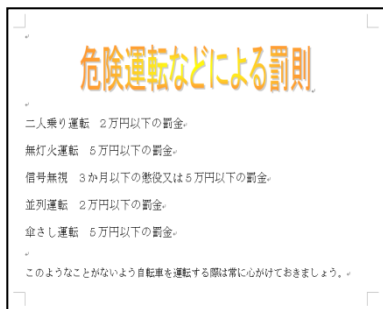 危険運転などによる罰則
二人乗り運転　２万円以下の罰金
無灯火運転　５万円以下の罰金
信号無視　３か月以下の懲役又は５万円以下の罰金
並列運転　２万円以下の罰金
傘さし運転　５万円以下の罰金
このようなことがないよう自転車を運転する際は常に心がけておきましょう。